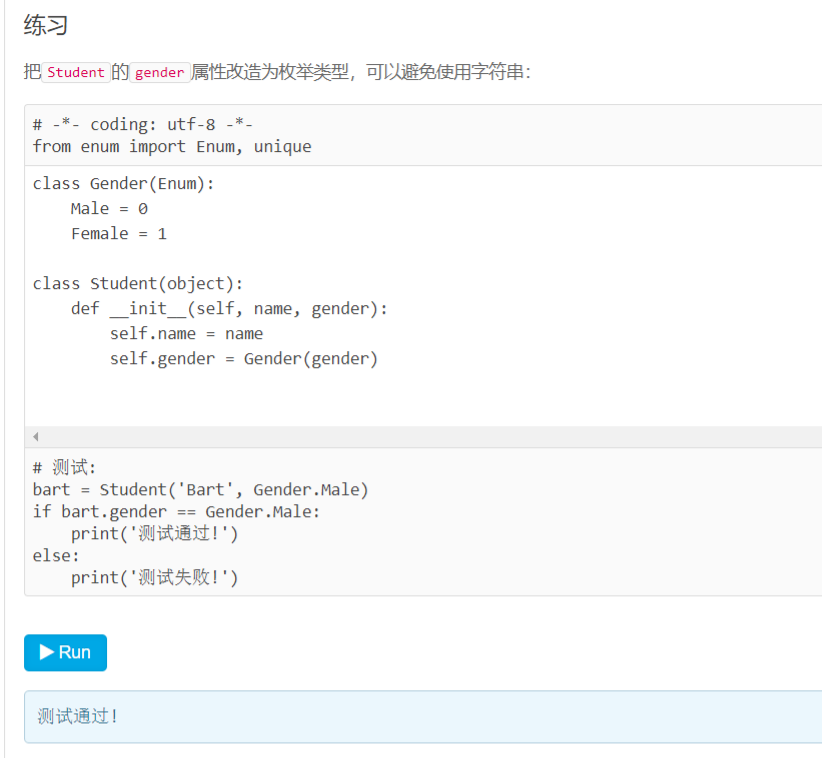 练习
把Student的gender属性改造为枚举类型，可以避免使用字符串：
# -*- coding: utf-8 -*-
from enum import Enum, unique
class Gender(Enum):
    Male = 0
    Female = 1
class Student(object):
    def __init__(self, name, gender):
        self.name = name
        self.gender = Gender(gender)
# 测试:
bart = Student('Bart', Gender.Male)
if bart.gender == Gender.Male:
    print('测试通过!')
else:
    print('测试失败!')
Run
测试通过!